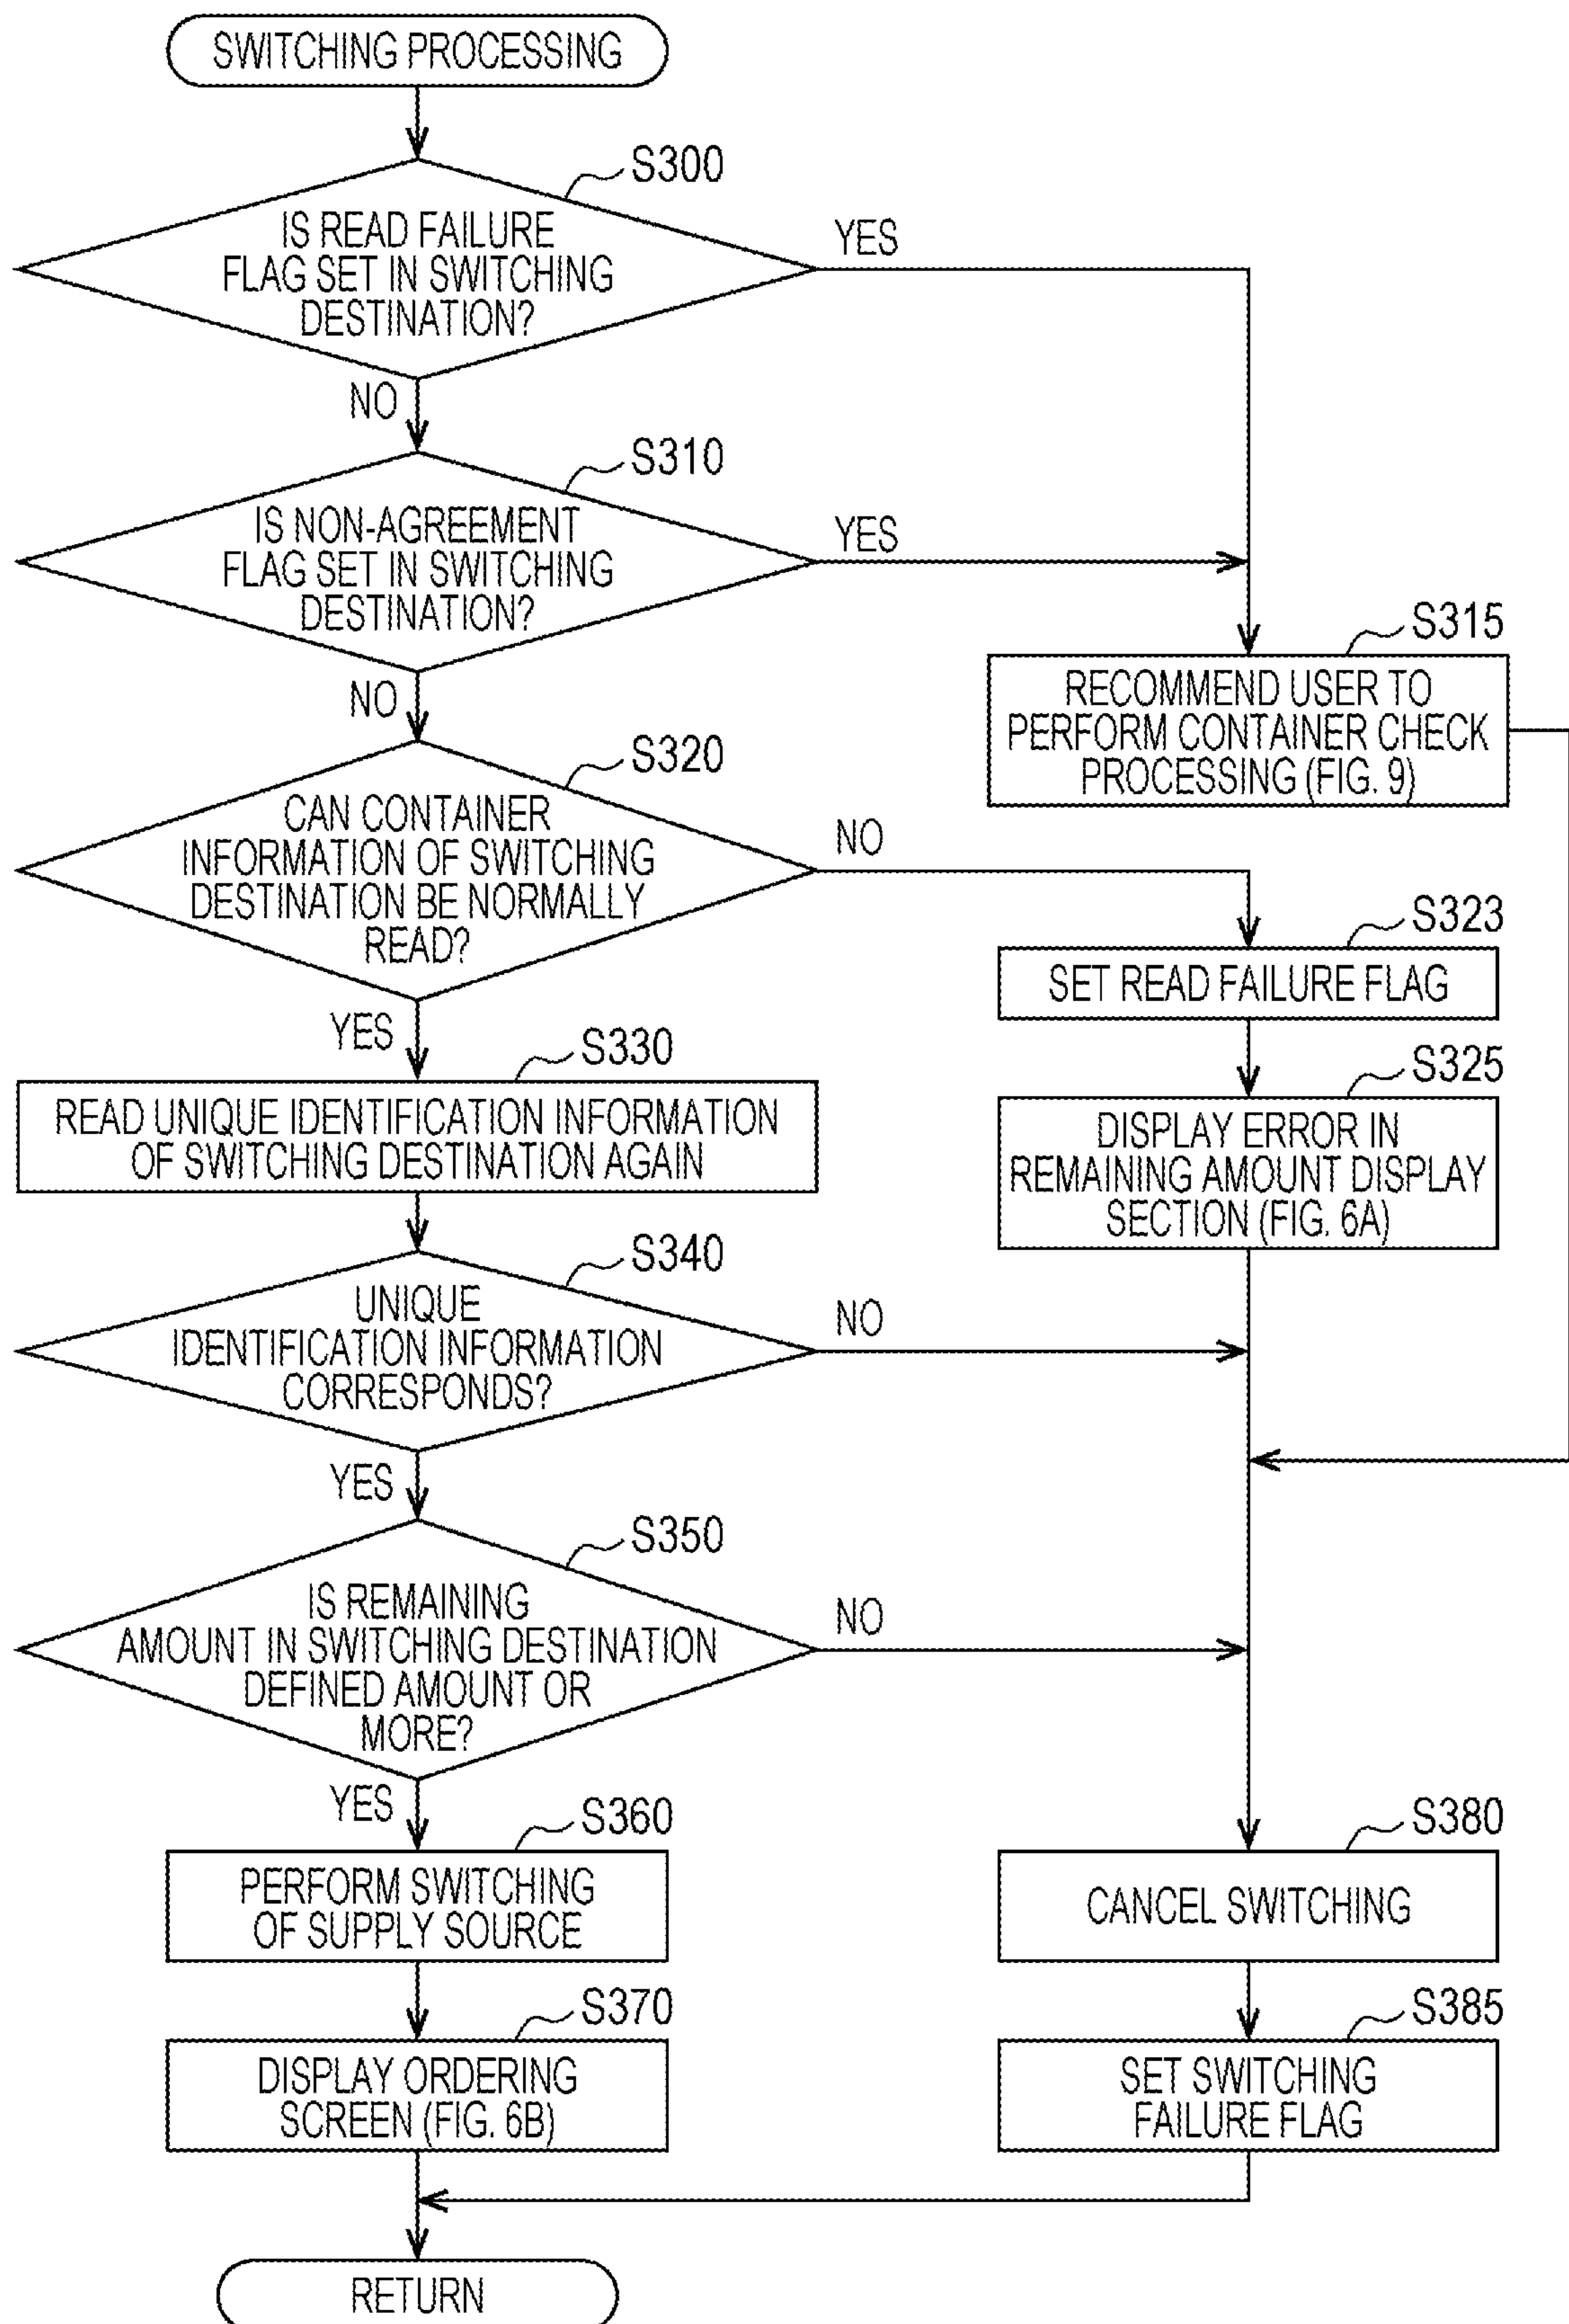 SWITCHING PROCESSING
S300
IS READ FAILURE
FLAG SET IN SWITCHING
DESTINATION?
YES
NO
S310
IS NON-AGREEMENT
FLAG SET IN SWITCHING
DESTINATION?
YES
NO
S315
RECOMMEND USER TO
PERFORM CONTAINER CHECK
PROCESSING (FIG. 9)
S320
CAN CONTAINER
INFORMATION OF SWITCHING
DESTINATION BE NORMALLY
READ?
NO
YES
S323
SET READ FAILURE FLAG
S330
READ UNIQUE IDENTIFICATION INFORMATION
OF SWITCHING DESTINATION AGAIN
S325
DISPLAY ERROR IN
REMAINING AMOUNT DISPLAY
SECTION (FIG. 6A)
S340
UNIQUE
IDENTIFICATION INFORMATION
CORRESPONDS?
NO
YES
S350
IS REMAINING
AMOUNT IN SWITCHING DESTINATION
DEFINED AMOUNT OR
MORE?
NO
YES
S360
PERFORM SWITCHING
OF SUPPLY SOURCE
S380
CANCEL SWITCHING
S370
DISPLAY ORDERING
SCREEN (FIG. 6B)
S385
SET SWITCHING
FAILURE FLAG
RETURN